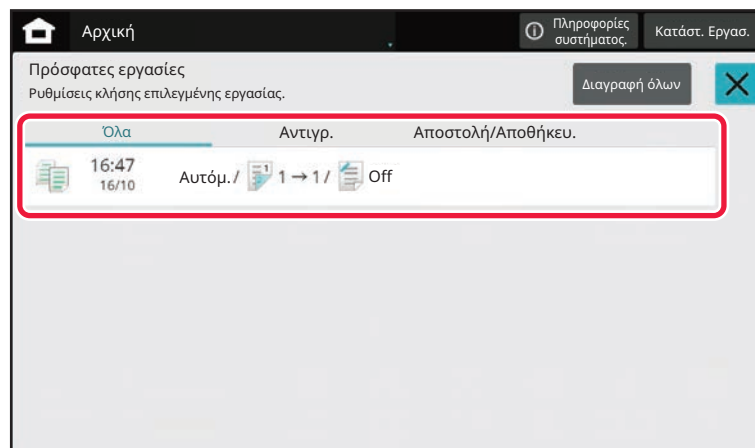 Αρχική
Πληροφορίες
συστήματος.
Κατάστ. Εργασ.
Πρόσφατες εργασίες
Ρυθμίσεις κλήσης επιλεγμένης εργασίας.
Διαγραφή όλων
Όλα Αντιγρ. Αποστολή/Αποθήκευ.
16:47
16/10
Αυτόμ./ 1 1→1/ Off